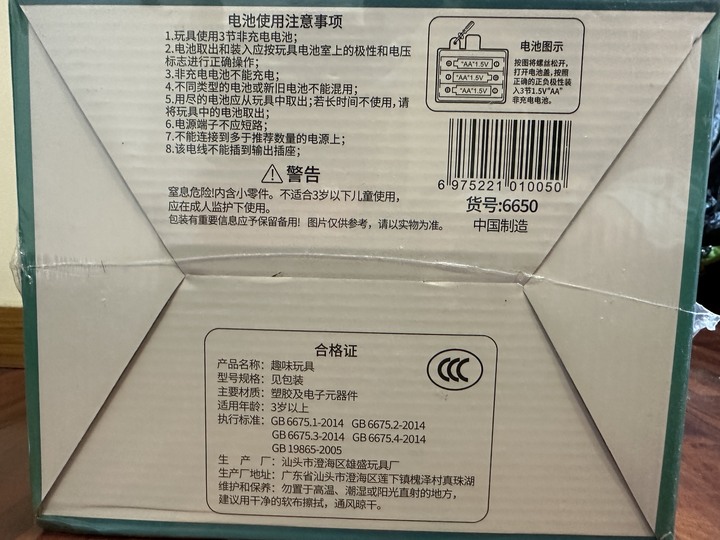 电池使用注意事项
1.玩具使用3节非充电电池；
2.电池取出和装入应按玩具电池室上的极性和电压
标志进行正确操作；
3.非充电电池不能充电；
4.不同类型的电池或新旧电池不能混用；
5.用尽的电池应从玩具中取出；若长时间不使用，请
将玩具中的电池取出；
6.电源端子不应短路；
7.不能连接到多于推荐数量的电源上；
8.该电线不能插到输出插座；
"AA"1.5V
"AA"1.5V
"AA"1.5V
电池图示
按图将螺丝松开，
打开电池盖，按照
正确的正负极性装
入3节1.5V"AA"
非充电电池。
6 975221 010050
货号:6650
中国制造
警告
窒息危险!内含小零件。不适合3岁以下儿童使用，
应在成人监护下使用。
包装有重要信息应予保留备用! 图片仅供参考，请以实物为准。
合格证
产品名称：趣味玩具
型号规格：见包装
主要材质：塑胶及电子元器件
适用年龄：3岁以上
执行标准：GB 6675.1-2014 GB 6675.2-2014
GB 6675.3-2014 GB 6675.4-2014
GB 19865-2005
生 产 厂：汕头市澄海区雄盛玩具厂
生产厂地址：广东省汕头市澄海区莲下镇槐泽村真珠湖
维护和保养：勿置于高温、潮湿或阳光直射的地方，
建议用干净的软布擦拭，通风晾干。
CCC